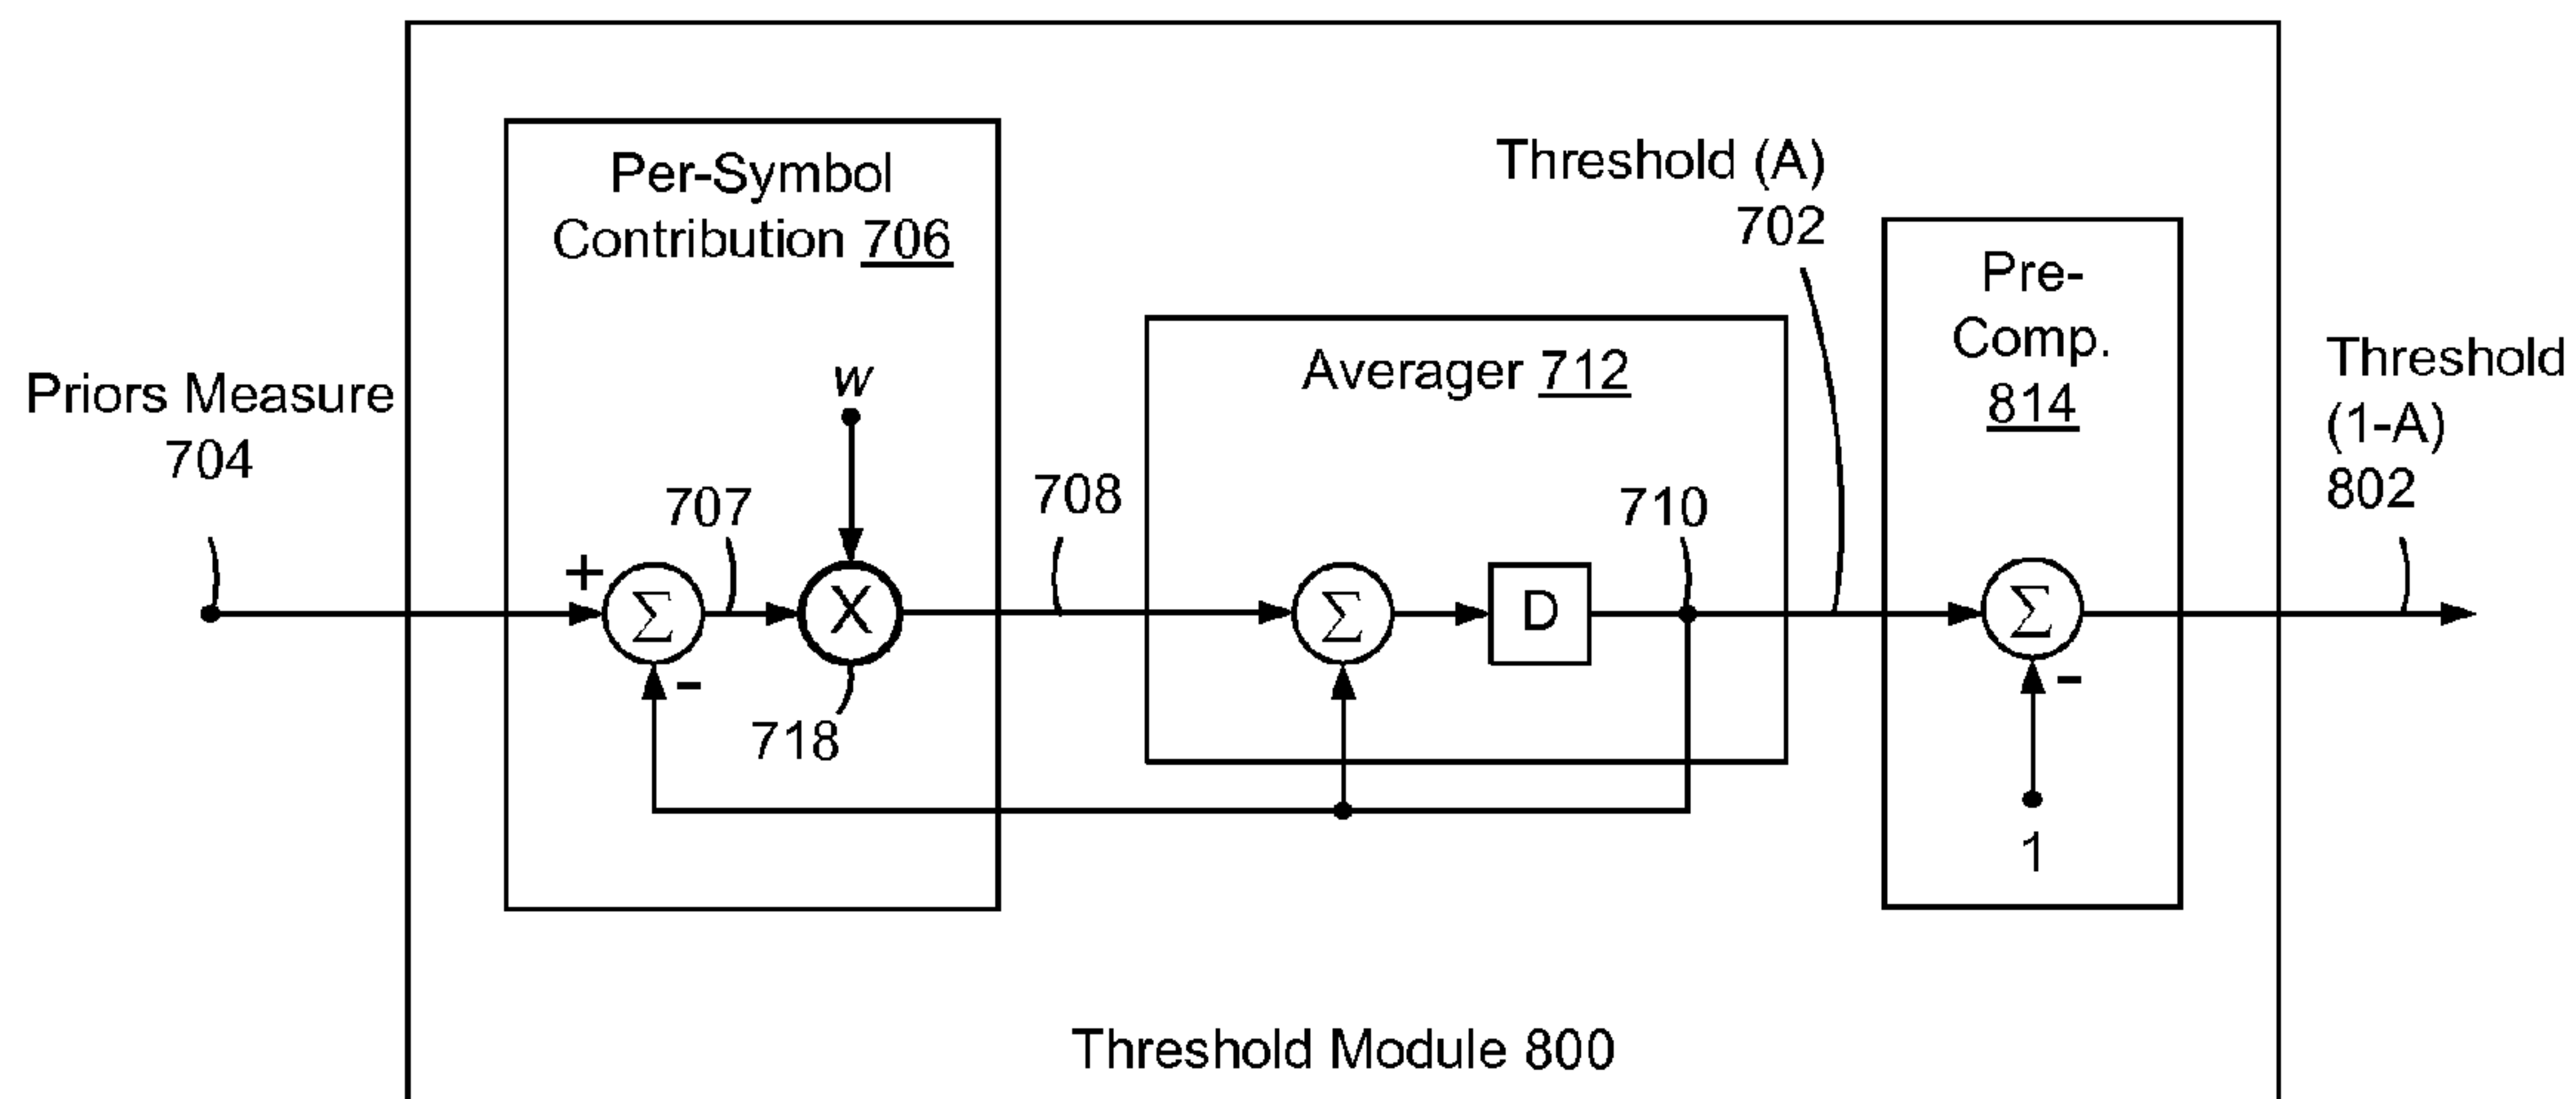 Per-Symbol
Contribution 706
Threshold (A)
702
Pre-
Comp.
814
Averager 712
Priors Measure
704
w
Threshold
(1-A)
802
707
708
710
+
Σ
X
Σ
D
Σ
-
-
718
1
Threshold Module 800